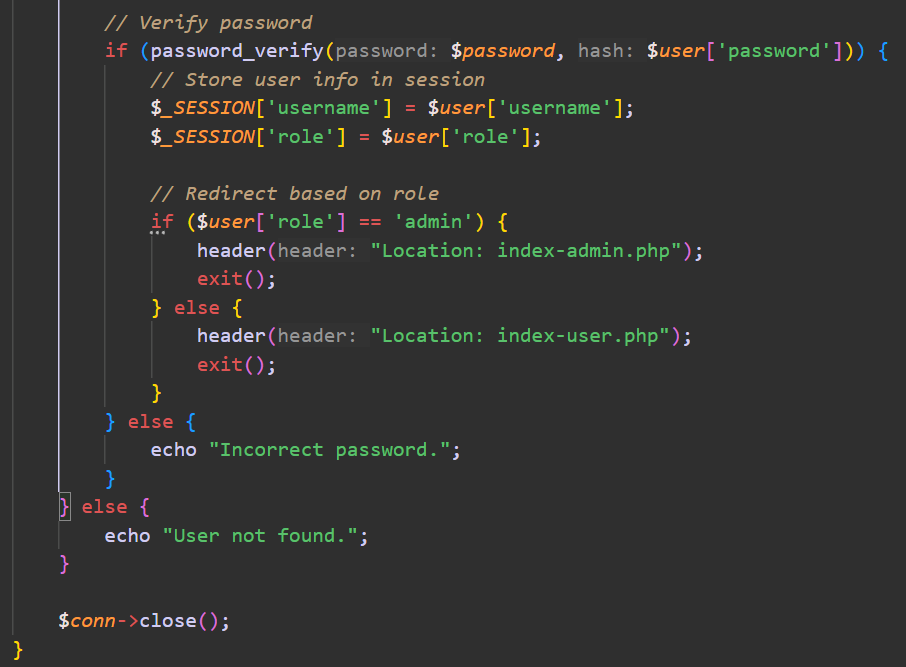 // Verify password
if (password_verify(password: $password, hash: $user['password'])) {
// Store user info in session
$_SESSION['username'] = $user['username'];
$_SESSION['role'] = $user['role'];
// Redirect based on role
if ($user['role'] == 'admin') {
header(header: "Location: index-admin.php");
exit();
} else {
header(header: "Location: index-user.php");
exit();
}
} else {
echo "Incorrect password.";
}
} else {
echo "User not found.";
}
$conn->close();
}